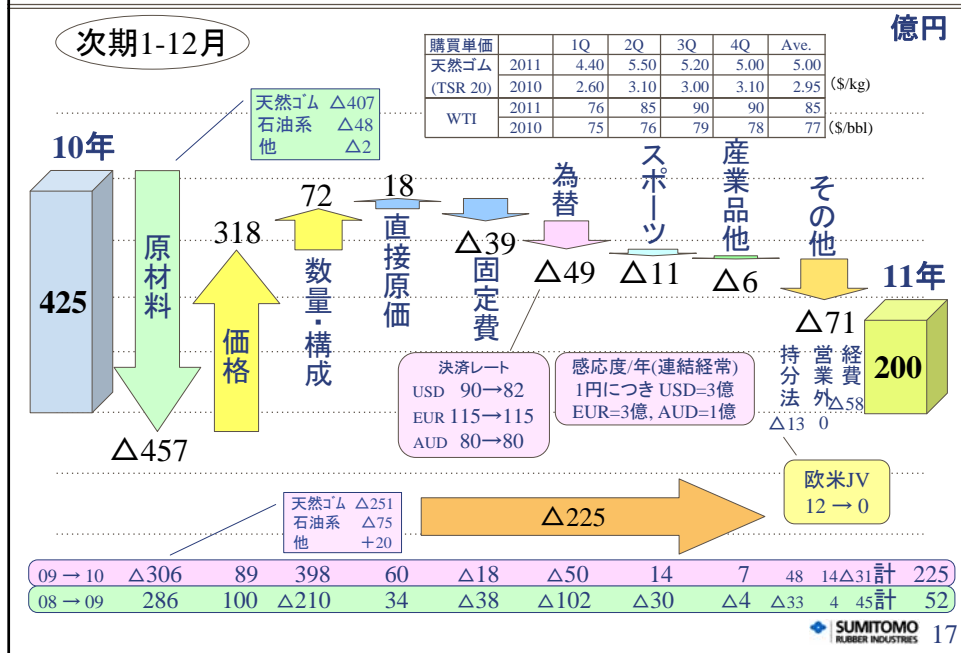 億円
次期1-12月
購買単価 1Q 2Q 3Q 4Q Ave.
天然ゴム 2011 4.40 5.50 5.20 5.00 5.00
(TSR 20) 2010 2.60 3.10 3.00 3.10 2.95 ($/kg)
WTI 2011 76 85 90 90 85
2010 75 76 79 78 77 ($/bbl)
天然ｺﾞﾑ △407
石油系 △48
他 △2
10年
425
原材料
△457
318
価格
72
数量・構成
18
直接原価
△39
固定費
為替
△49
スポーツ
△11
産業品他
△6
その他
△71
持分法
△13
営業外
0
経費
△58
11年
200
決済レート
USD 90→82
EUR 115→115
AUD 80→80
感応度/年(連結経常)
1円につき USD=3億
EUR=3億, AUD=1億
欧米JV
12 → 0
天然ｺﾞﾑ △251
石油系 △75
他 +20
△225
09 → 10 △306 89 398 60 △18 △50 14 7 48 14 △31 計 225
08 → 09 286 100 △210 34 △38 △102 △30 △4 △33 4 45 計 52
SUMITOMO
RUBBER INDUSTRIES
17